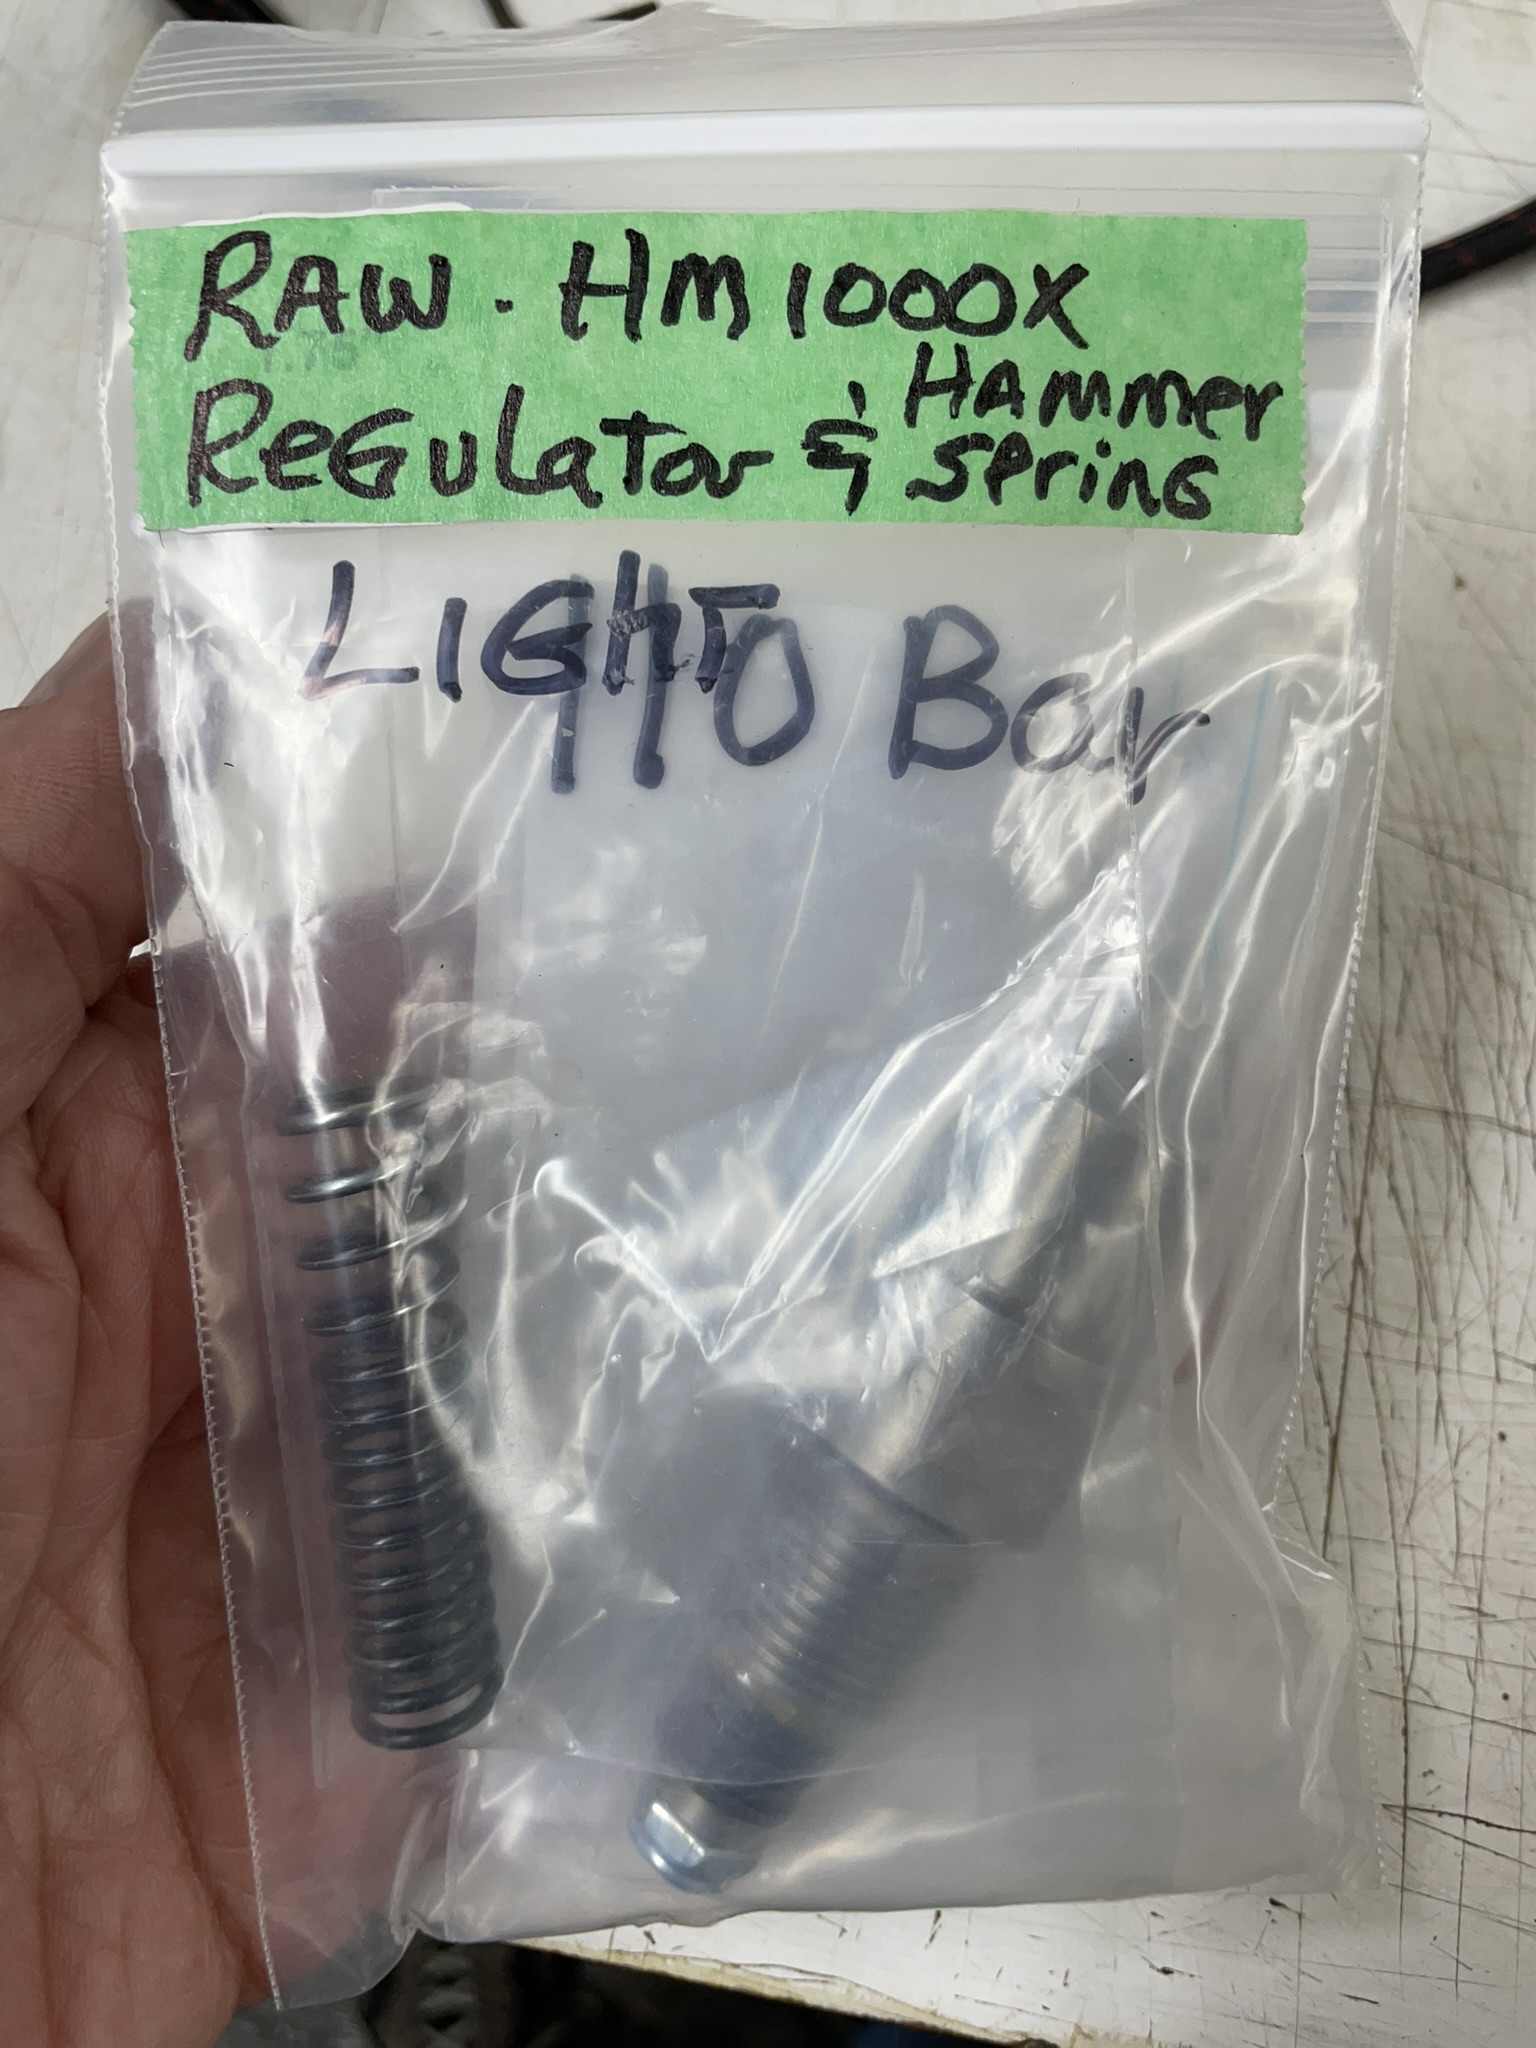 RAW. HM1000X
ReGulator & HAmmer SpriNG
LIGHT
110 Bar